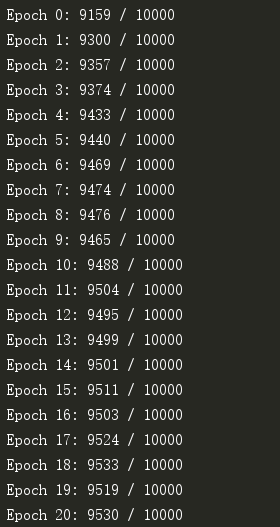 Epoch 0: 9159 / 10000
Epoch 1: 9300 / 10000
Epoch 2: 9357 / 10000
Epoch 3: 9374 / 10000
Epoch 4: 9433 / 10000
Epoch 5: 9440 / 10000
Epoch 6: 9469 / 10000
Epoch 7: 9474 / 10000
Epoch 8: 9476 / 10000
Epoch 9: 9465 / 10000
Epoch 10: 9488 / 10000
Epoch 11: 9504 / 10000
Epoch 12: 9495 / 10000
Epoch 13: 9499 / 10000
Epoch 14: 9501 / 10000
Epoch 15: 9511 / 10000
Epoch 16: 9503 / 10000
Epoch 17: 9524 / 10000
Epoch 18: 9533 / 10000
Epoch 19: 9519 / 10000
Epoch 20: 9530 / 10000